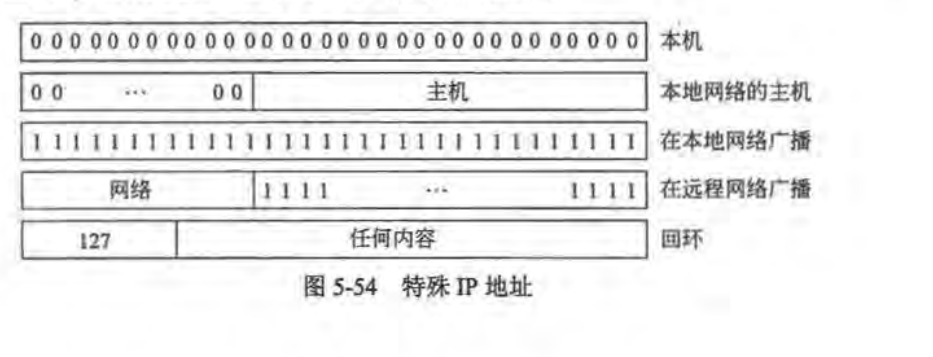 0 0 0 0 0 0 0 0 0 0 0 0 0 0 0 0 0 0 0 0 0 0 0 0 0 0 0 0 0 0 0 0 本机
0 0 … 0 0 主机 本地网络的主机
1 1 1 1 1 1 1 1 1 1 1 1 1 1 1 1 1 1 1 1 1 1 1 1 1 1 1 1 1 1 1 1 在本地网络广播
网络 1 1 1 1 … 1 1 1 1 在远程网络广播
127 任何内容 回环
图 5-54 特殊 IP 地址